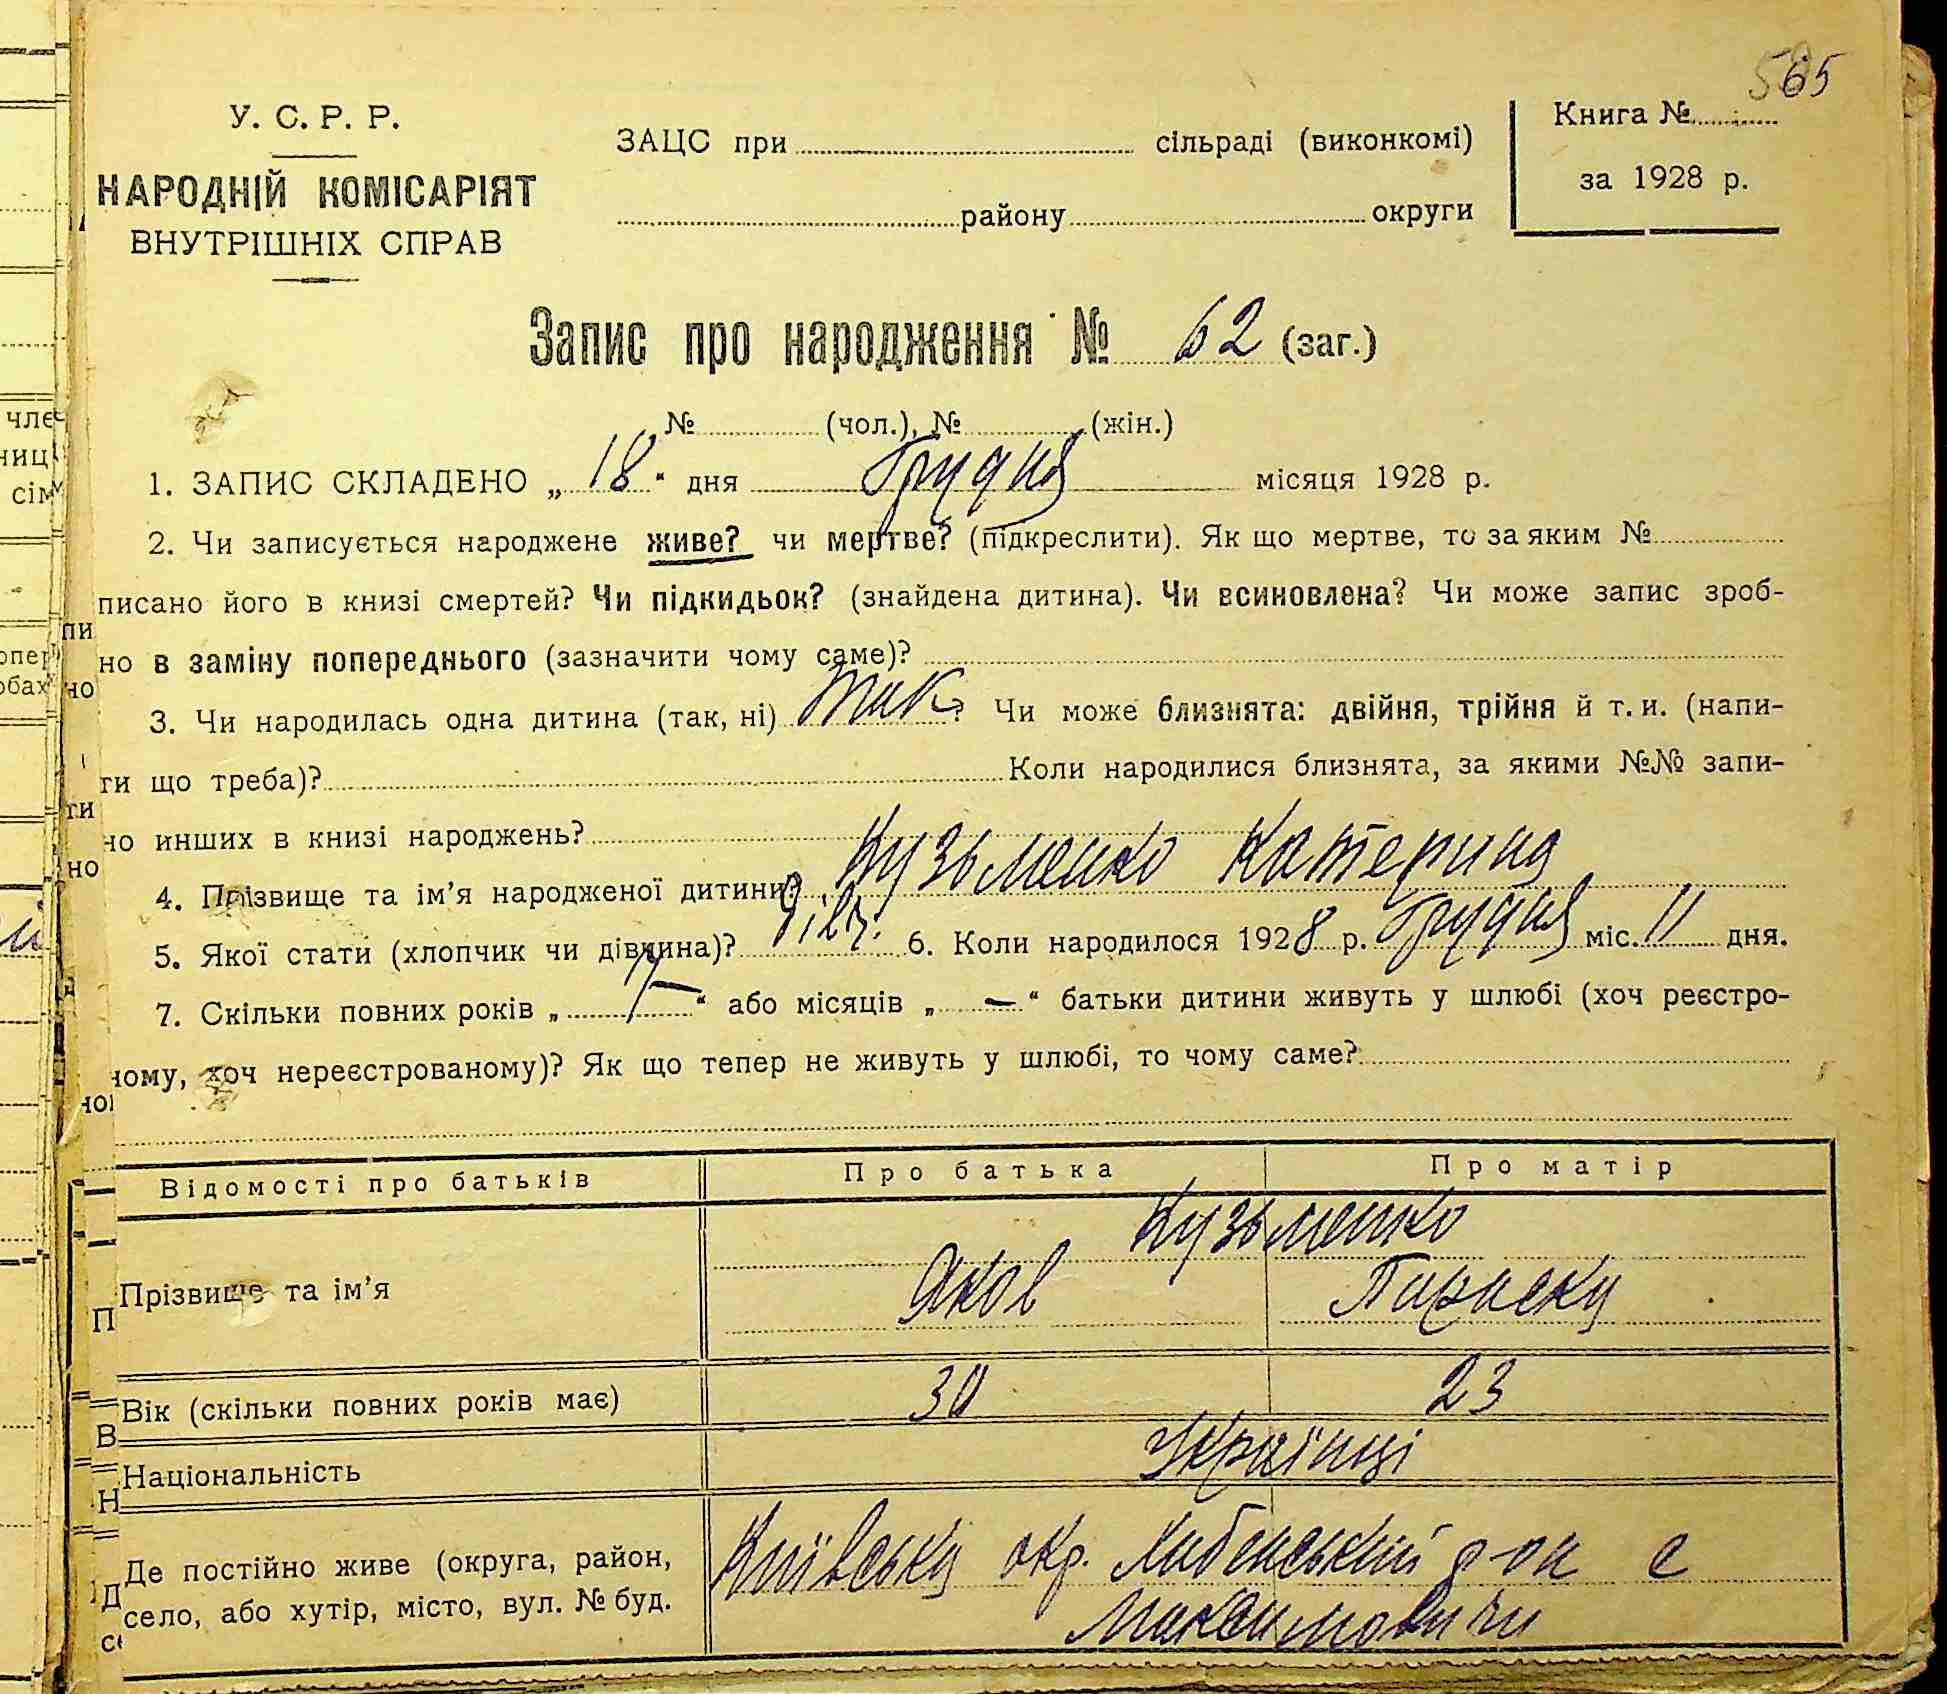 565
У. С. Р. Р.
НАРОДНІЙ КОМІСАРІЯТ
ВНУТРІШНІХ СПРАВ
ЗАЦС при сільраді (виконкомі)
району округи
Книга №
за 1928 р.
Запис про народження № 62 (заг.)
№ (чол.), № (жін.)
1. ЗАПИС СКЛАДЕНО „18“ дня Грудня місяця 1928 р.
2. Чи записується народжене живе? чи мертве? (підкреслити). Як що мертве, то за яким №
писано його в книзі смертей? Чи підкидьок? (знайдена дитина). Чи всиновлена? Чи може запис зроб-
но в заміну попереднього (зазначити чому саме)?
3. Чи народилась одна дитина (так, ні) так? Чи може близнята: двійня, трійня й т. и. (напи-
ти що треба)? Коли народилися близнята, за якими №№ запи-
но инших в книзі народжень?
4. Прізвище та ім’я народженої дитини? Кузьменко Катерина
5. Якої стати (хлопчик чи дівчина)? дівч. 6. Коли народилося 1928 р. Грудня міс. 11 дня.
7. Скільки повних років „7“ або місяців „—“ батьки дитини живуть у шлюбі (хоч реєстро-
ному, хоч нереєстрованому)? Як що тепер не живуть у шлюбі, то чому саме?
Відомості про батьків Про батька Про матір
Кузьменко
Прізвище та ім’я Яков Параска
Вік (скільки повних років має) 30 23
Національність Українці
Де постійно живе (округа, район, Київська окр. р-он с
село, або хутір, місто, вул. № буд. Максимовичи